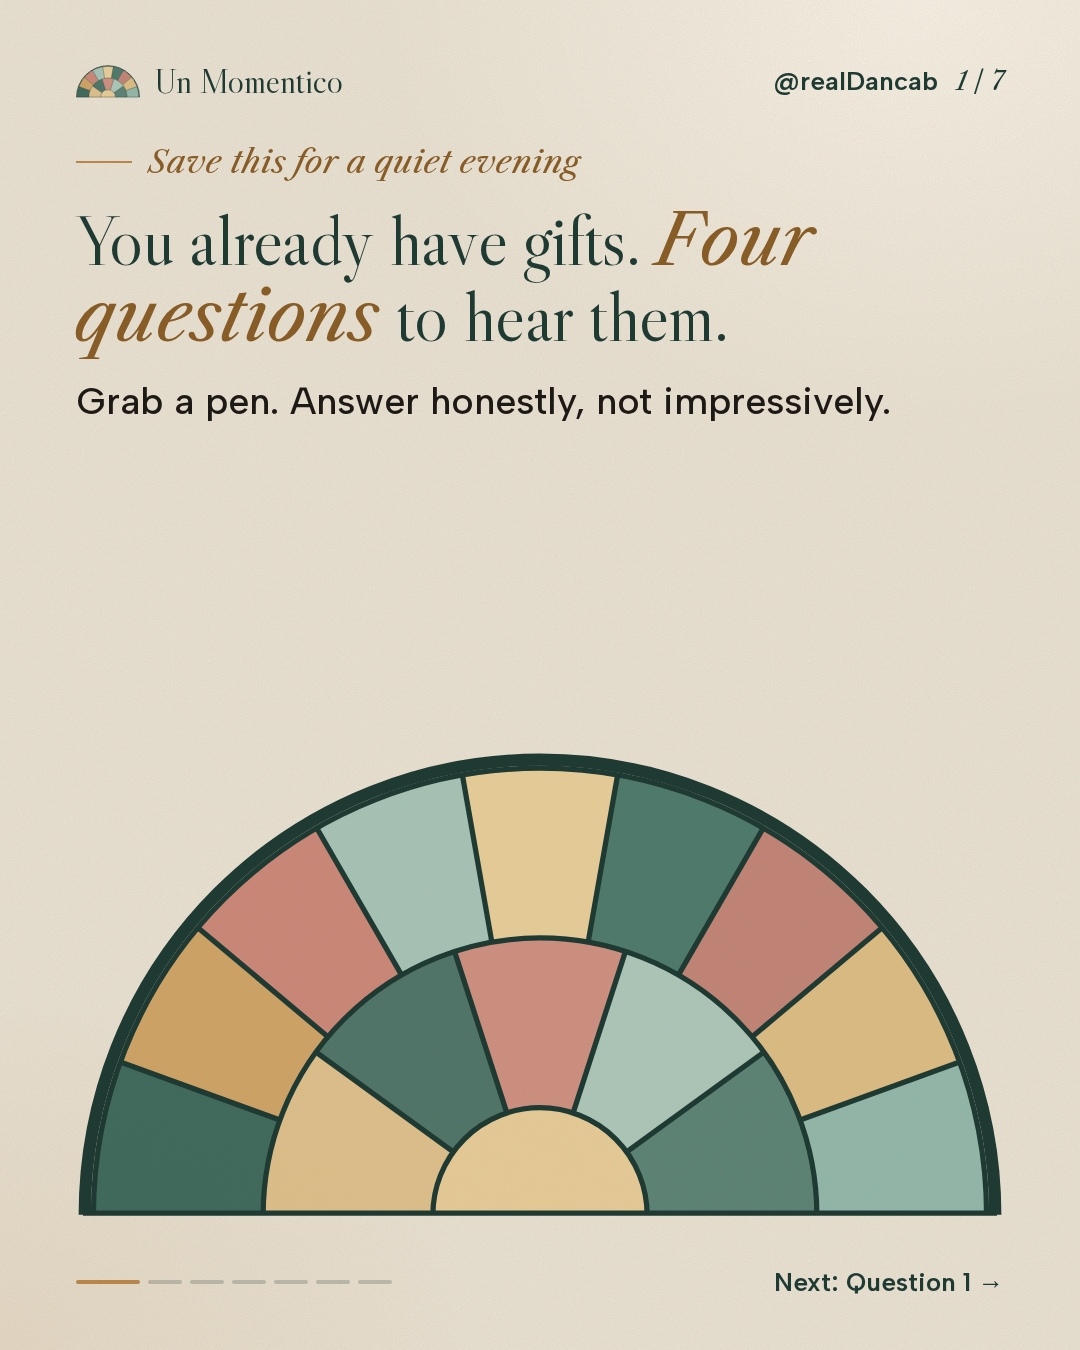 Un Momentico
@realDancab 1 / 7
Save this for a quiet evening
You already have gifts. Four
questions to hear them.
Grab a pen. Answer honestly, not impressively.
Next: Question 1 →